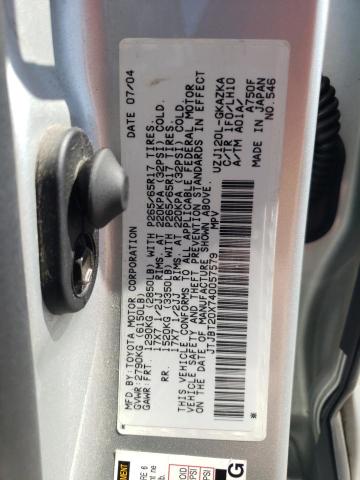 MFD. BY: TOYOTA MOTOR CORPORATION DATE 07/04
GVWR: 2790KG (6150LB)
GAWR: FRT. 1290KG (2850LB) WITH P265/65R17 TIRES.
17X7 1/2JJ RIMS. AT 220KPA (32PSI) COLD.
RR. 1520KG (3350LB) WITH P265/65R17 TIRES.
17X7 1/2JJ RIMS. AT 220KPA (32PSI) COLD.
THIS VEHICLE CONFORMS TO ALL APPLICABLE FEDERAL MOTOR
VEHICLE SAFETY AND THEFT PREVENTION STANDARDS IN EFFECT
ON THE DATE OF MANUFACTURE SHOWN ABOVE.
JTJBT20X740057579 MPV
UZJ120L-GKAZKA
C/TR 1F0/LH10
A/TM A01A/ A750F
MADE IN JAPAN
NO.546
G